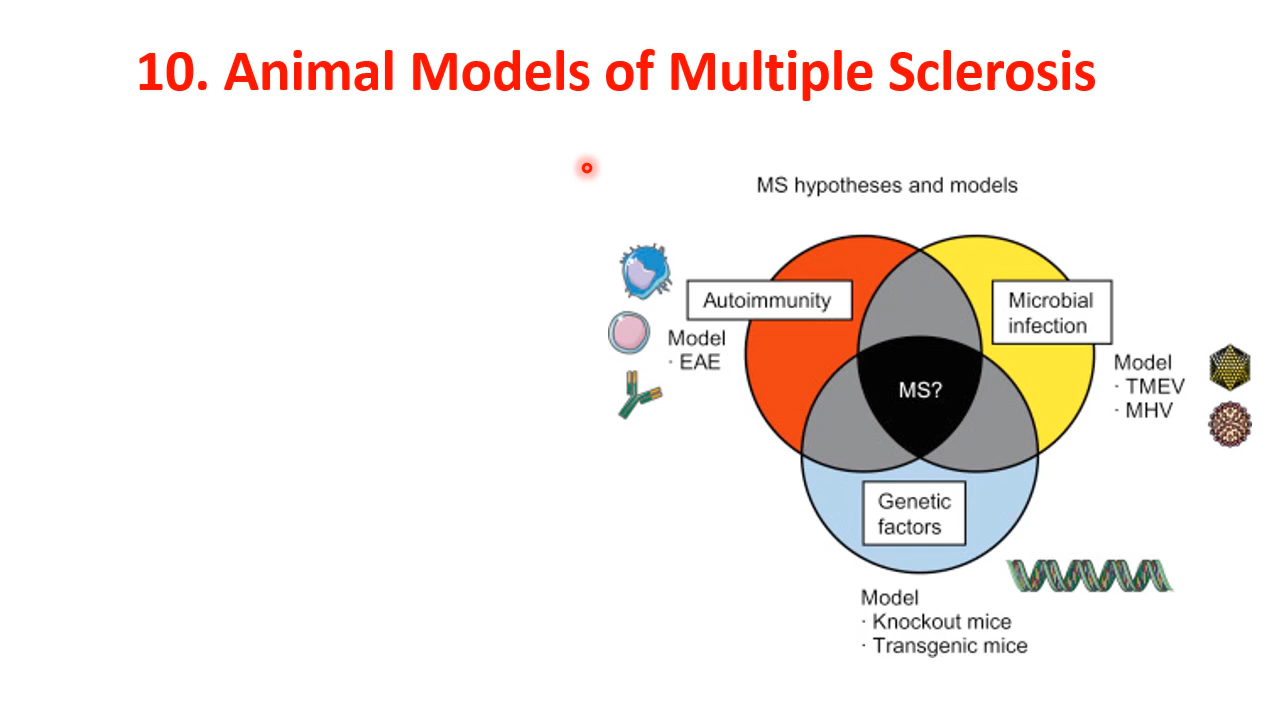 10. Animal Models of Multiple Sclerosis
MS hypotheses and models
Autoimmunity
Model
· EAE
Microbial
infection
Model
· TMEV
· MHV
MS?
Genetic
factors
Model
· Knockout mice
· Transgenic mice